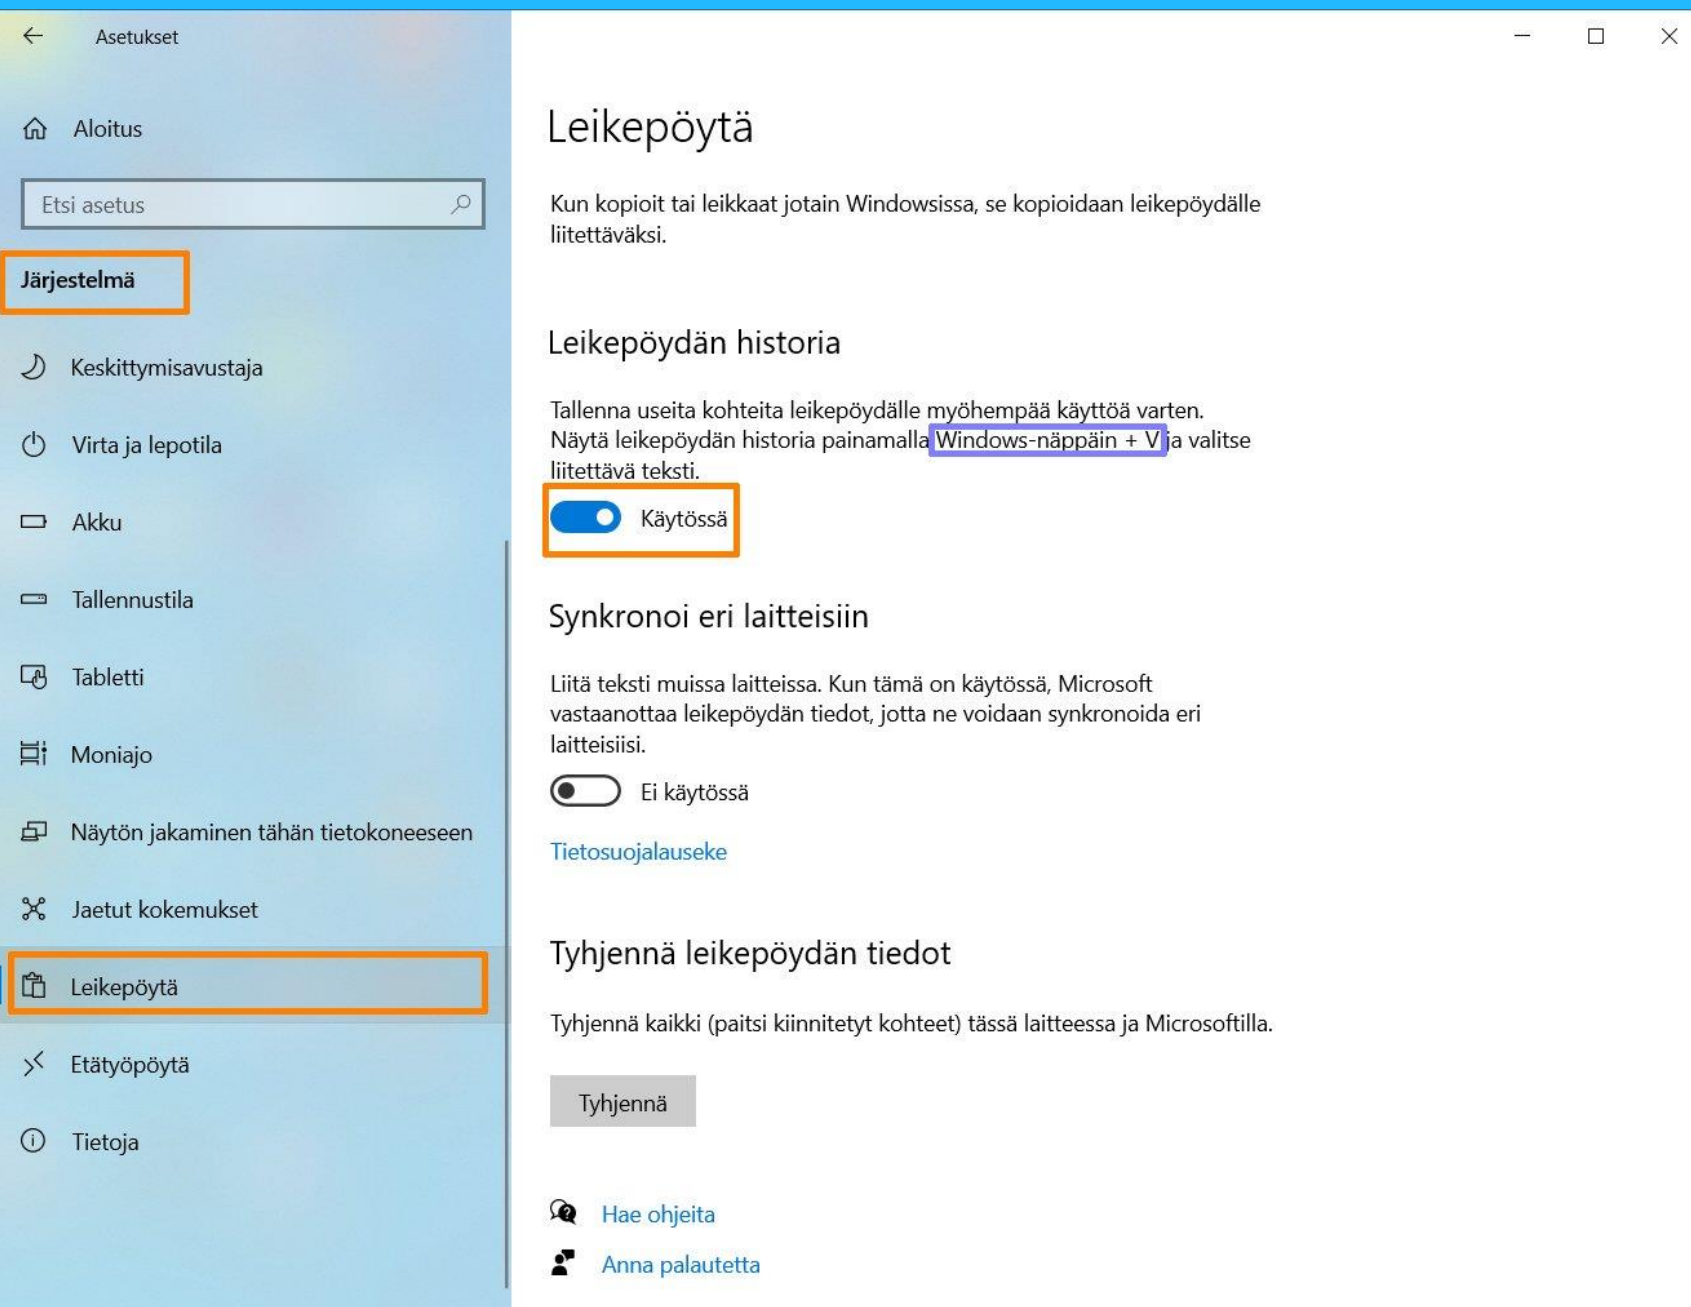 Asetukset
Aloitus
Etsi asetus
Järjestelmä
Keskittymisavustaja
Virta ja lepotila
Akku
Tallennustila
Tabletti
Moniajo
Näytön jakaminen tähän tietokoneeseen
Jaetut kokemukset
Leikepöytä
Etätyöpöytä
Tietoja
Leikepöytä
Kun kopioit tai leikkaat jotain Windowsissa, se kopioidaan leikepöydälle
liitettäväksi.
Leikepöydän historia
Tallenna useita kohteita leikepöydälle myöhempää käyttöä varten.
Näytä leikepöydän historia painamalla Windows-näppäin + V ja valitse
liitettävä teksti.
Käytössä
Synkronoi eri laitteisiin
Liitä teksti muissa laitteissa. Kun tämä on käytössä, Microsoft
vastaanottaa leikepöydän tiedot, jotta ne voidaan synkronoida eri
laitteisiisi.
Ei käytössä
Tietosuojalauseke
Tyhjennä leikepöydän tiedot
Tyhjennä kaikki (paitsi kiinnitetyt kohteet) tässä laitteessa ja Microsoftilla.
Tyhjennä
Hae ohjeita
Anna palautetta